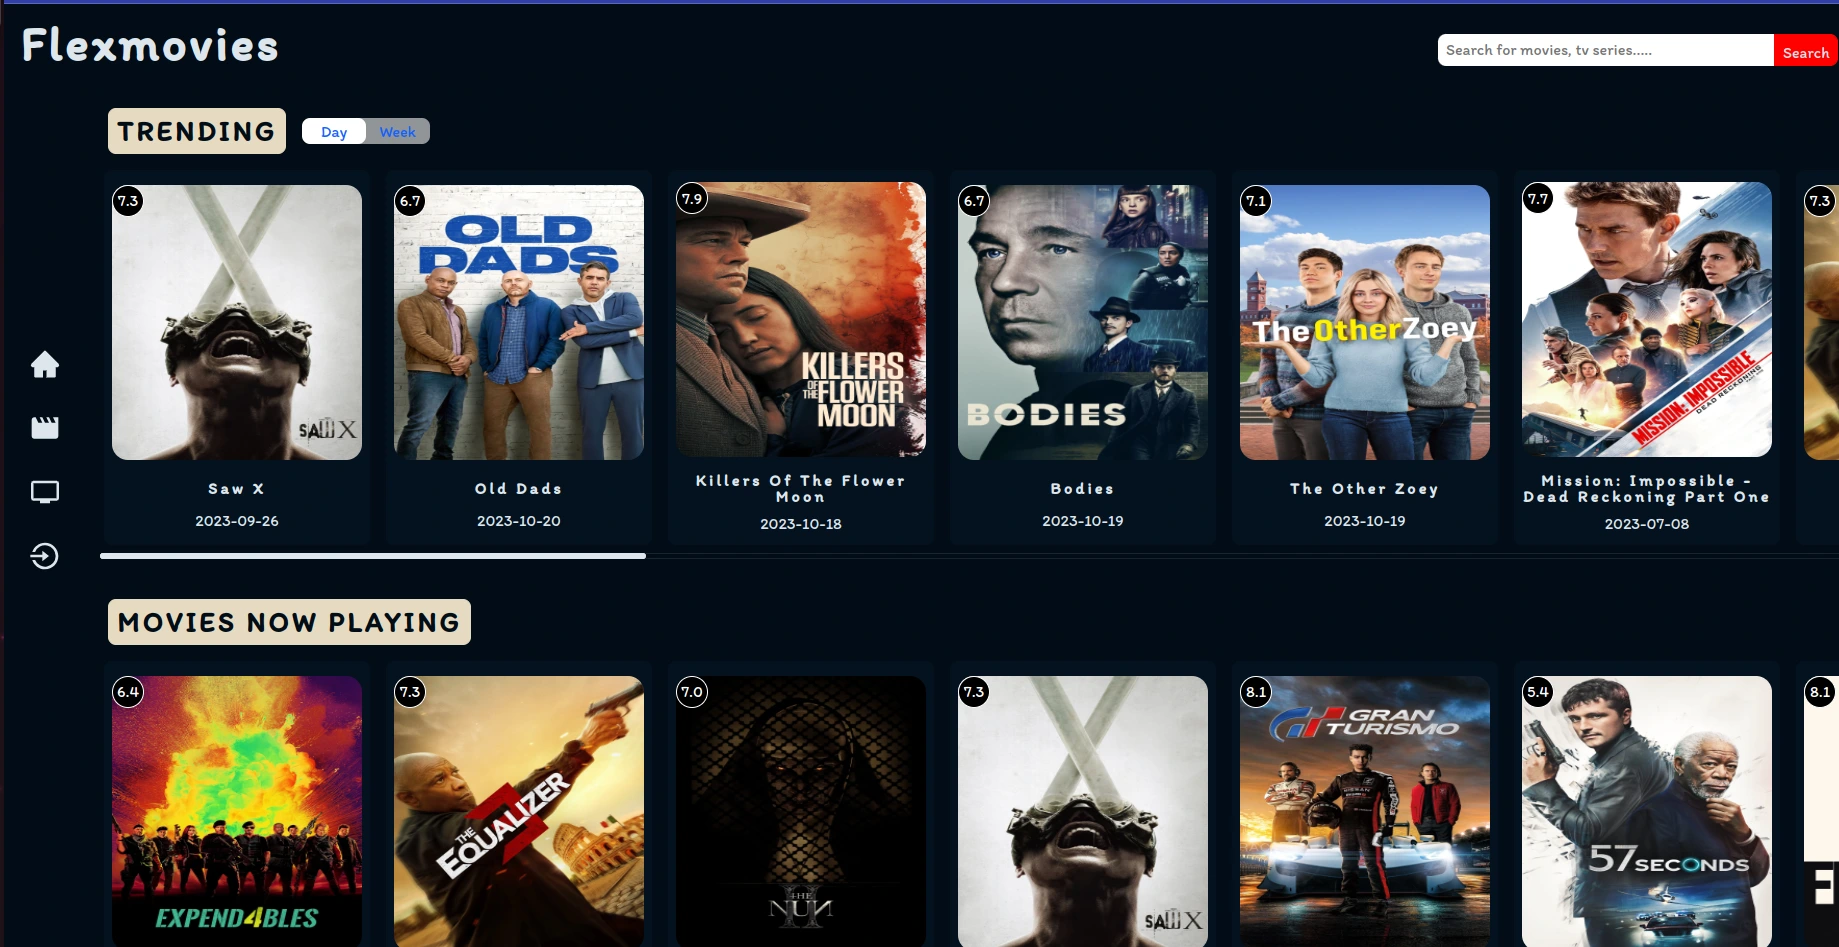 Flexmovies
Search for movies, tv series.....
Search
TRENDING
Day
Week
7.3
6.7
7.9
6.7
7.1
7.7
7.3
SAW X
OLD
DADS
KILLERS
OF THE FLOWER
MOON
BODIES
The Other Zoey
MISSION: IMPOSSIBLE
DEAD RECKONING
Saw X
2023-09-26
Old Dads
2023-10-20
Killers Of The Flower
Moon
2023-10-18
Bodies
2023-10-19
The Other Zoey
2023-10-19
Mission: Impossible -
Dead Reckoning Part One
2023-07-08
MOVIES NOW PLAYING
6.4
7.3
7.0
7.3
8.1
5.4
8.1
EXPEND4BLES
THE
EQUALIZER
3
THE
NUN
II
SAW X
GRAN
TURISMO
57 SECONDS
F